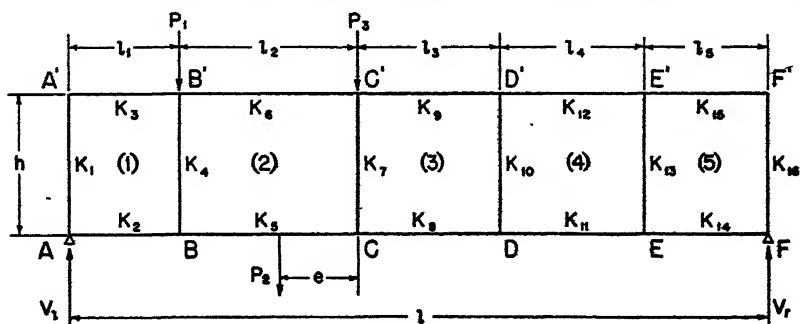 P₁ P₃
l₁ l₂ l₃ l₄ l₅
A' B' C' D' E' F'
K₃ K₆ K₉ K₁₂ K₁₅
h K₁ (1) K₄ (2) K₇ (3) K₁₀ (4) K₁₃ (5) K₁₆
K₂ K₅ K₈ K₁₁ K₁₄
A B C D E F
P₂ e
V₁ l Vᵣ